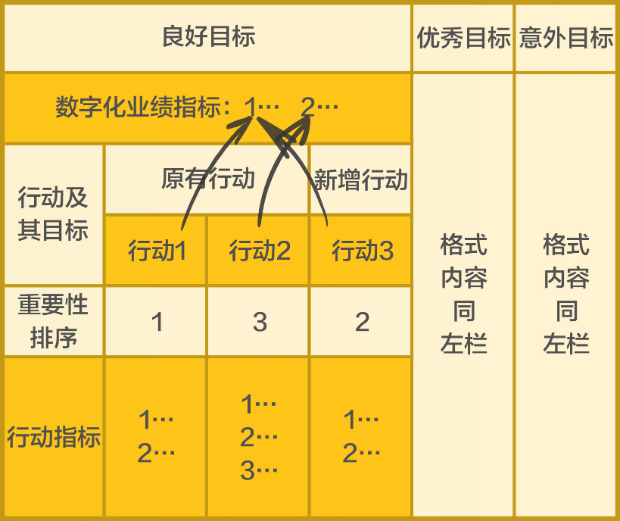 良好目标 优秀目标 意外目标
数字化业绩指标：1… 2…
行动及
其目标
原有行动 新增行动
行动1 行动2 行动3
格式
内容
同
左栏
格式
内容
同
左栏
重要性
排序
1 3 2
行动指标
1…
2…
1…
2…
3…
1…
2…